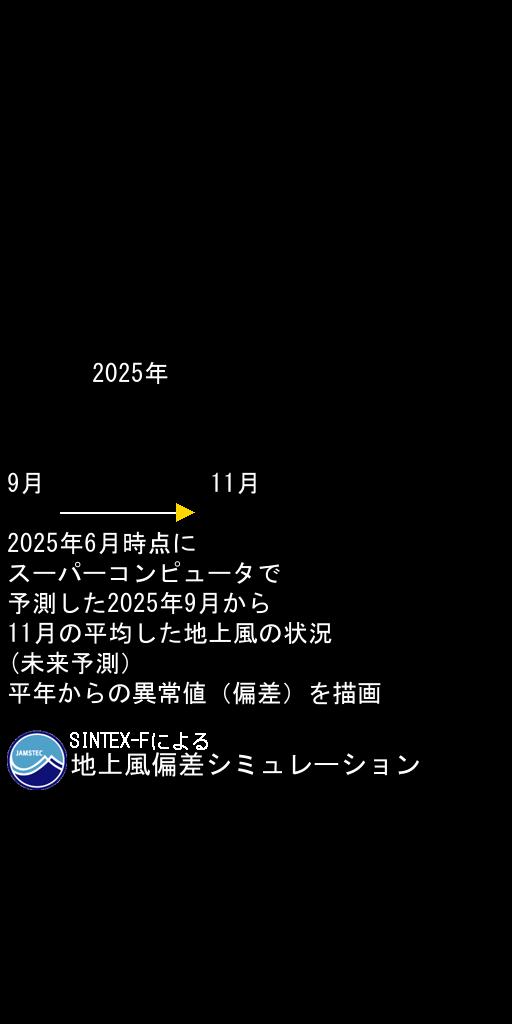 2025年
9月
11月
2025年6月時点に
スーパーコンピュータで
予測した2025年9月から
11月の平均した地上風の状況
(未来予測)
平年からの異常値(偏差)を描画
JAMSTEC
SINTEX-Fによる
地上風偏差シミュレーション